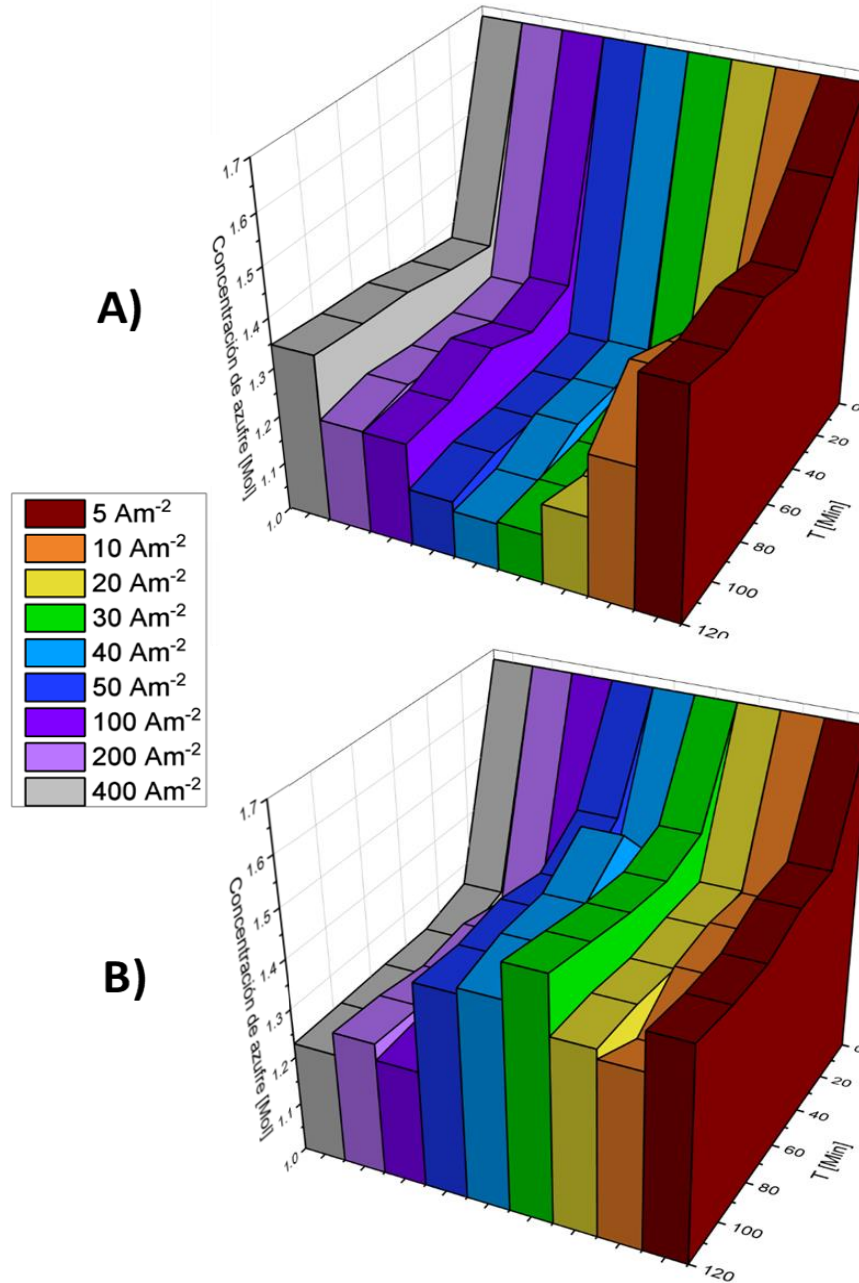 A)
1.7
1.6
1.5
1.4
1.3
1.2
1.1
1.0
Concentración de azufre [Mol]
0
20
40
60
80
100
120
T [Min]
5 Am⁻²
10 Am⁻²
20 Am⁻²
30 Am⁻²
40 Am⁻²
50 Am⁻²
100 Am⁻²
200 Am⁻²
400 Am⁻²
B)
1.7
1.6
1.5
1.4
1.3
1.2
1.1
1.0
Concentración de azufre [Mol]
0
20
40
60
80
100
120
T [Min]